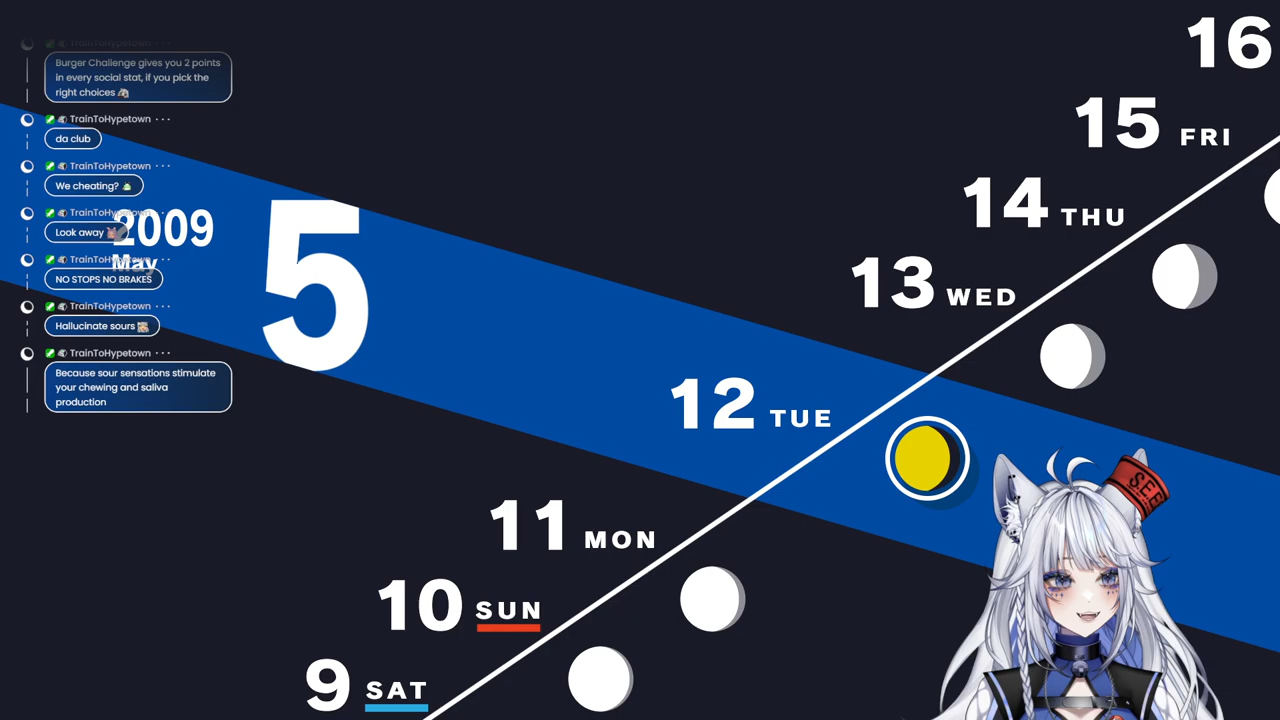 TrainToHypetown
Burger Challenge gives you 2 points
in every social stat, if you pick the
right choices
TrainToHypetown
da club
TrainToHypetown
We cheating?
TrainToHypetown
Look away
TrainToHypetown
NO STOPS NO BRAKES
TrainToHypetown
Hallucinate sours
TrainToHypetown
Because sour sensations stimulate
your chewing and saliva
production
2009
May
5
16
15 FRI
14 THU
13 WED
12 TUE
11 MON
10 SUN
9 SAT